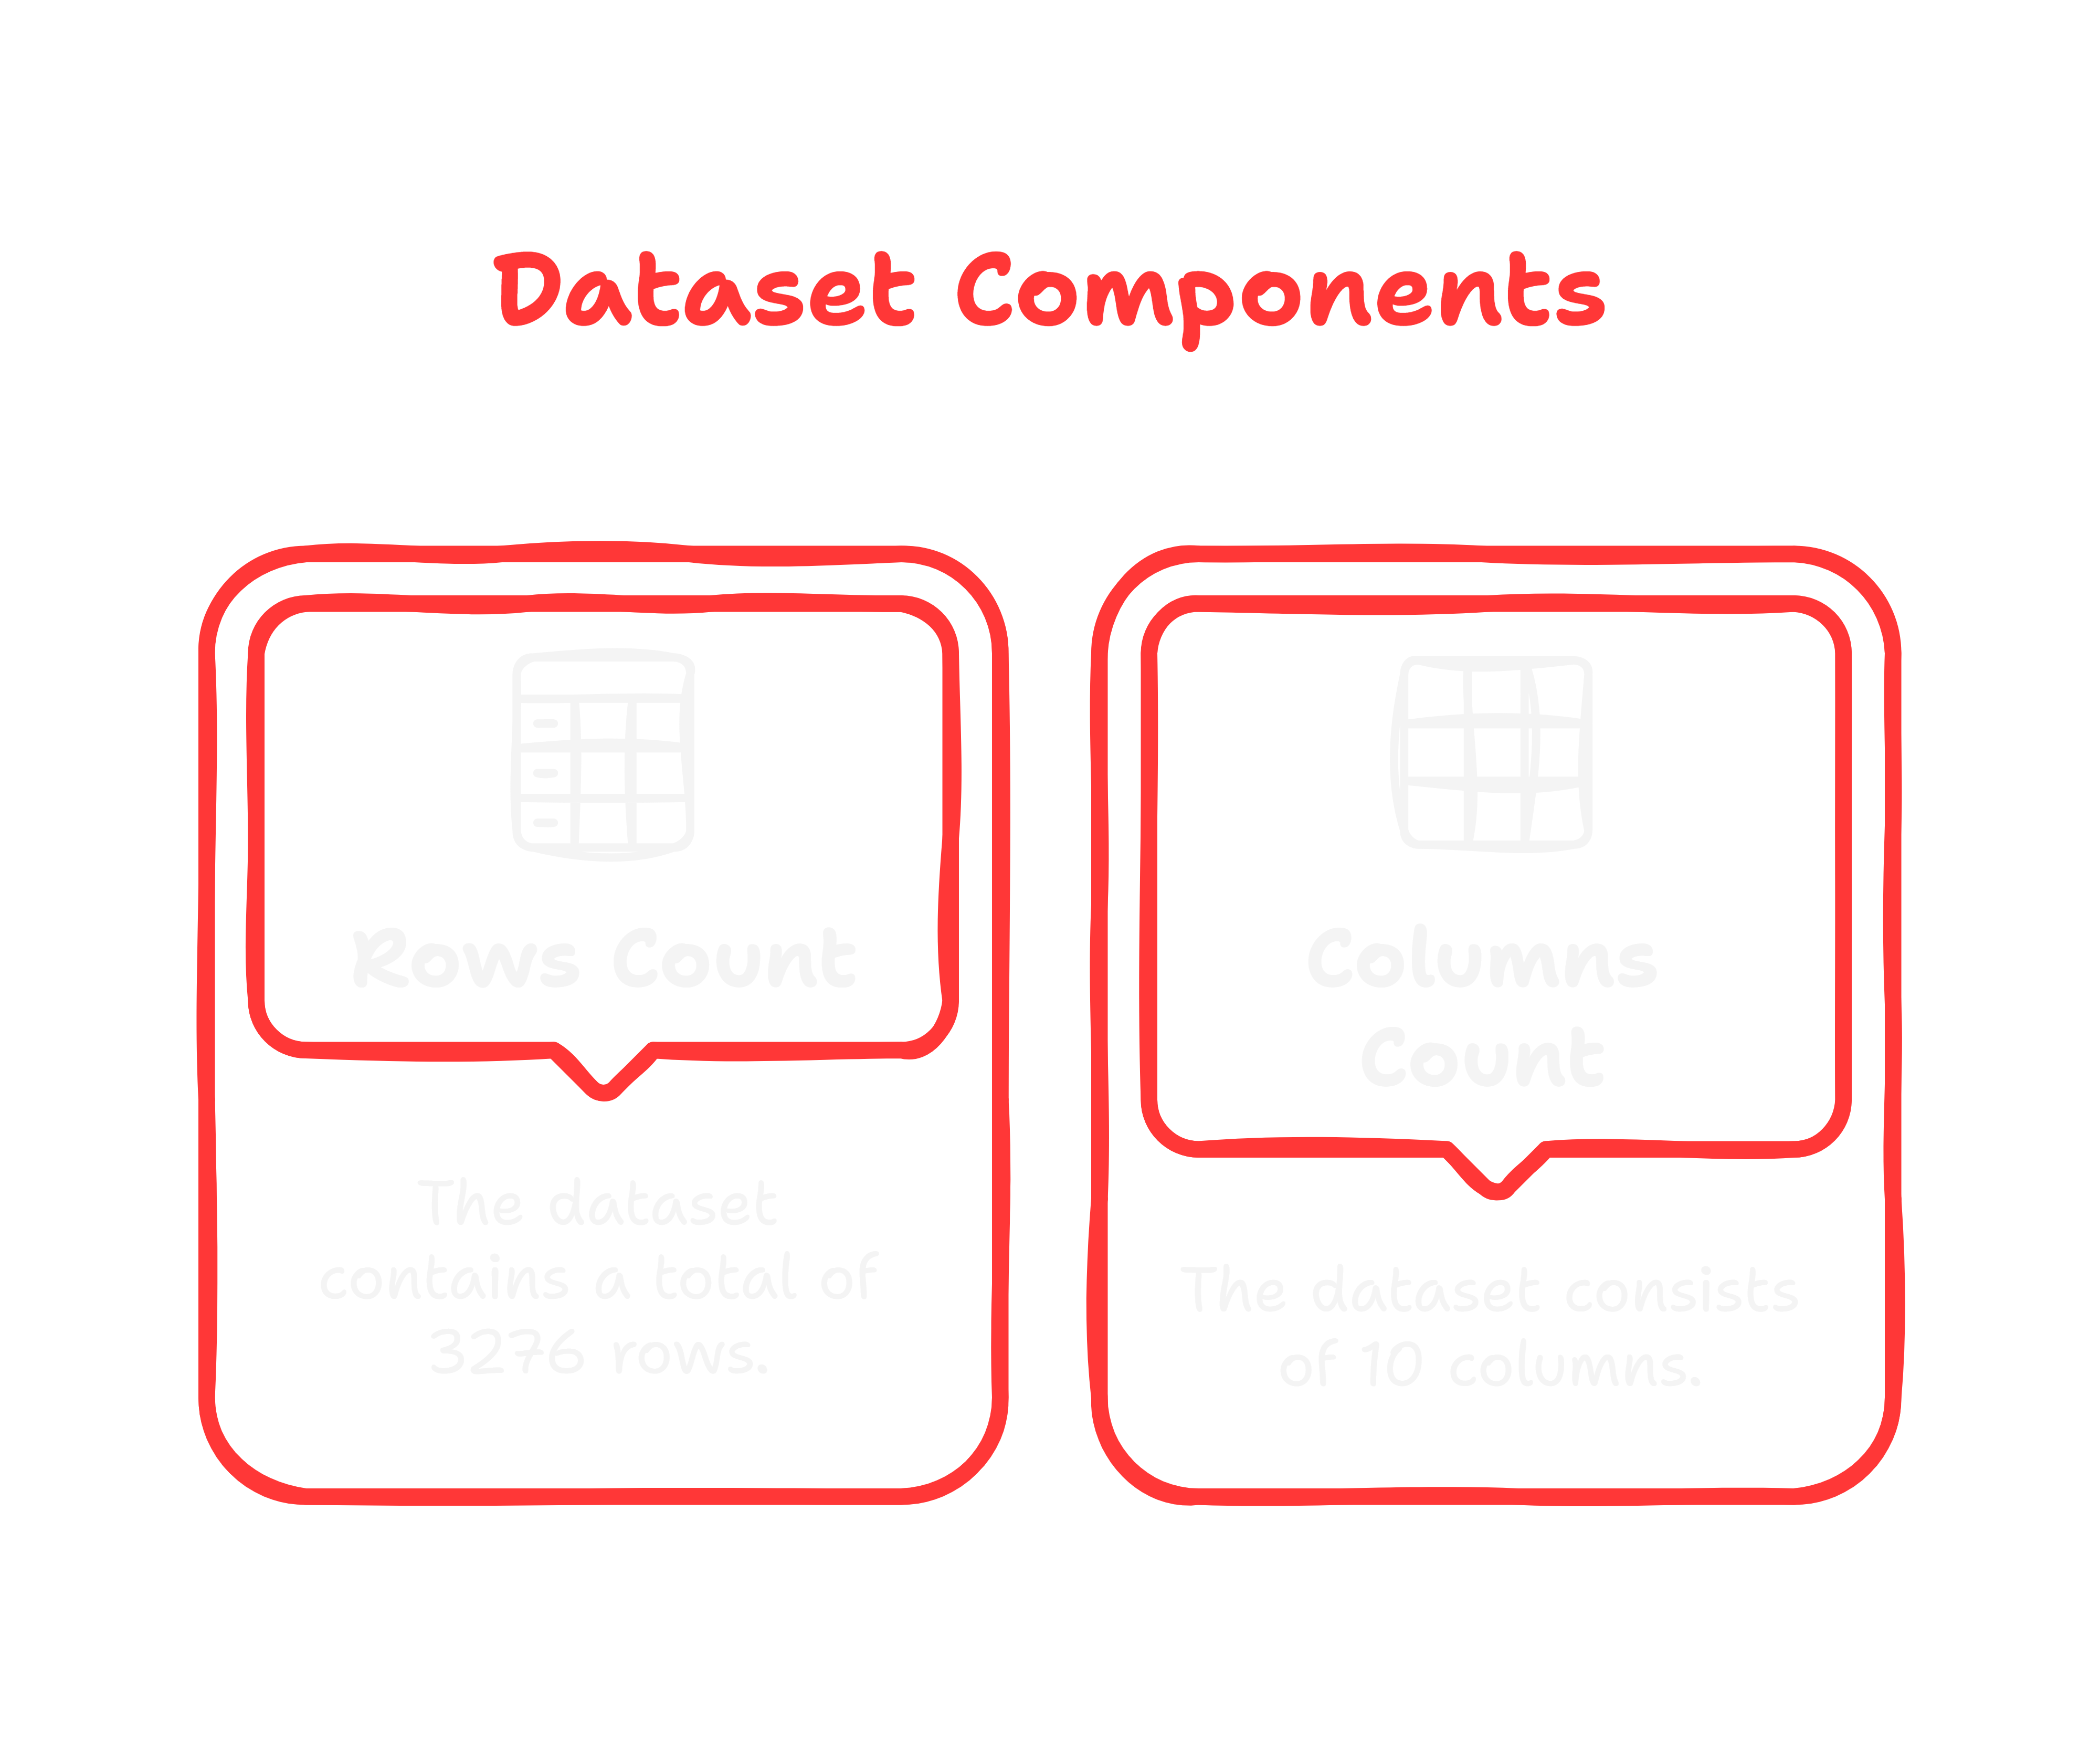 Dataset Components
Rows Count
The dataset
contains a total of
3276 rows.
Columns
Count
The dataset consists
of 10 columns.